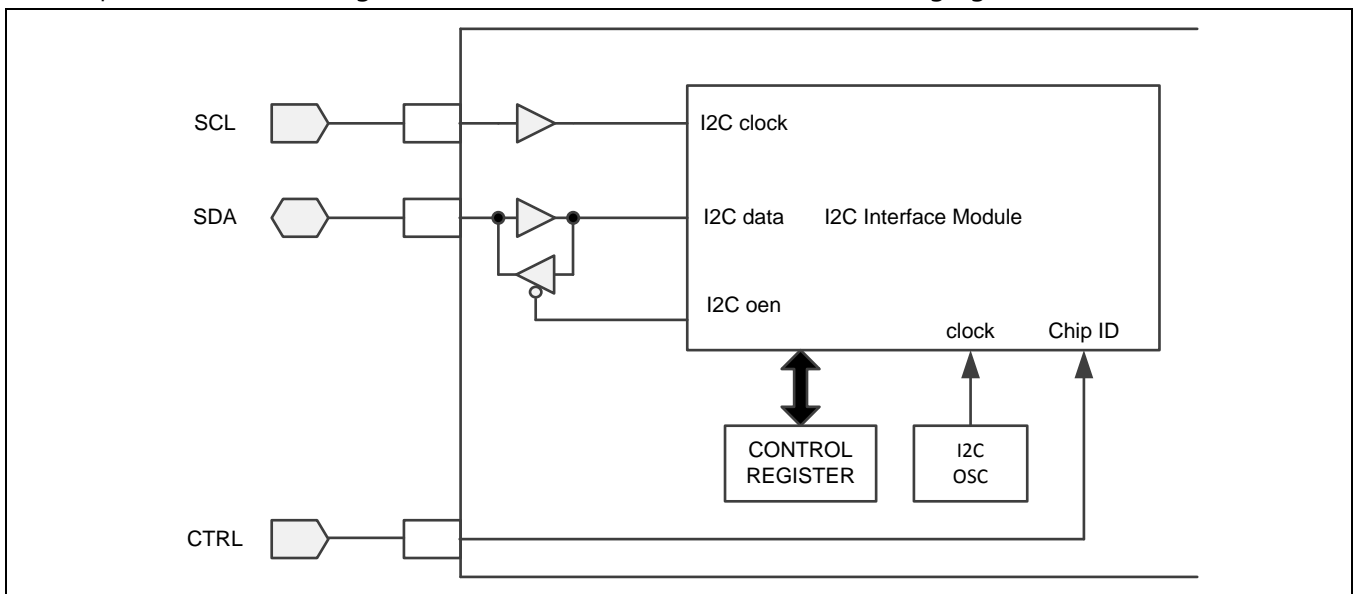 SCL
I2C clock
SDA
I2C data
I2C Interface Module
I2C oen
clock
Chip ID
CONTROL
REGISTER
I2C
OSC
CTRL